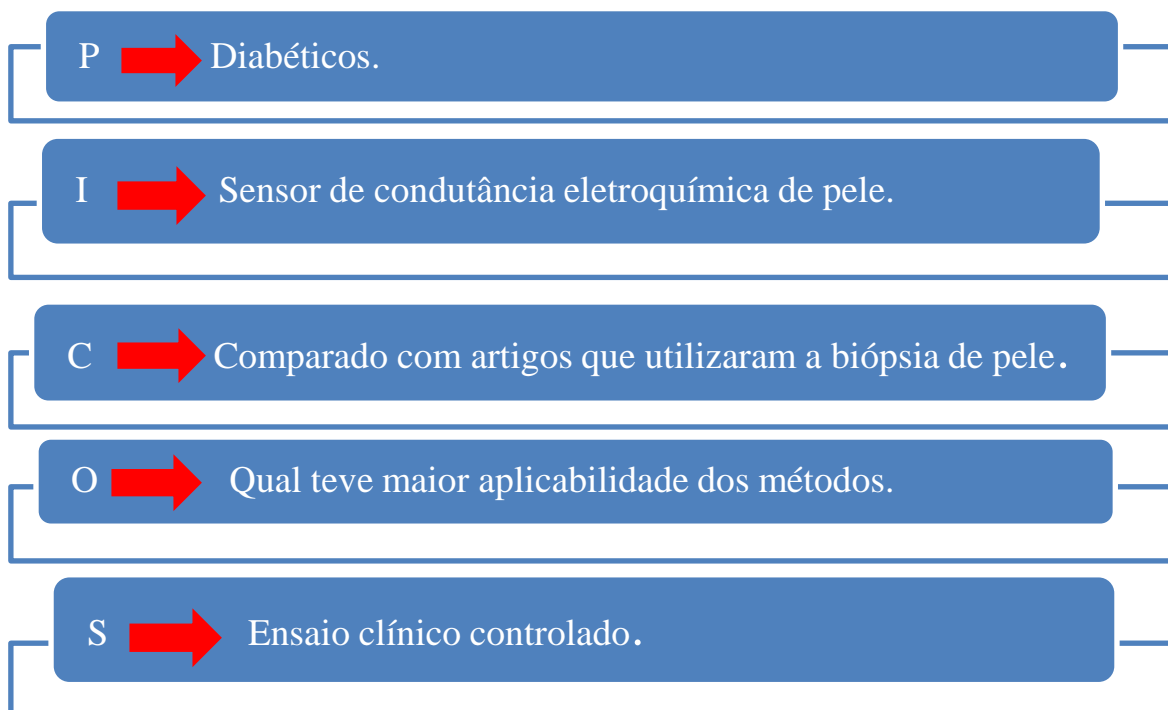 P Diabéticos.
I Sensor de condutância eletroquímica de pele.
C Comparado com artigos que utilizaram a biópsia de pele.
O Qual teve maior aplicabilidade dos métodos.
S Ensaio clínico controlado.